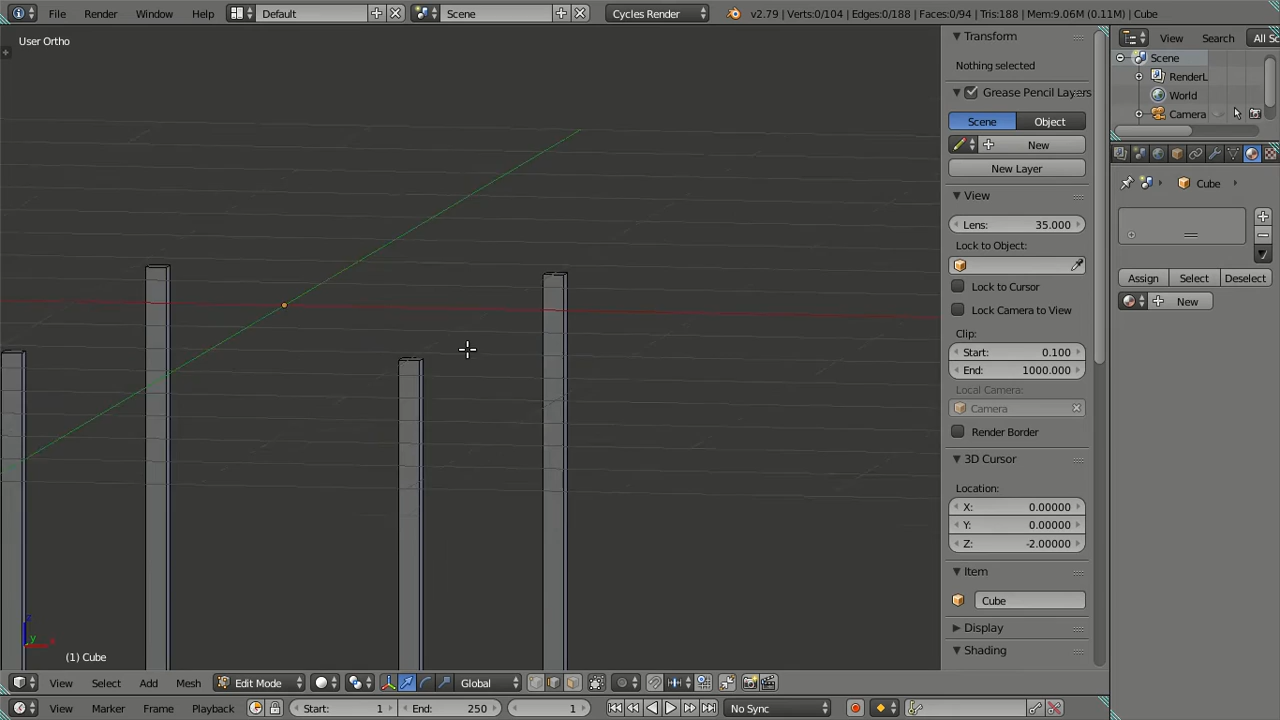 File Render Window Help Default Scene Cycles Render v2.79 | Verts:0/104 | Edges:0/188 | Faces:0/94 | Tris:188 | Mem:9.06M (0.11M) | Cube
User Ortho
Transform
Nothing selected
Grease Pencil Layers
Scene Object
New
New Layer
View
Lens: 35.000
Lock to Object:
Lock to Cursor
Lock Camera to View
Clip:
Start: 0.100
End: 1000.000
Local Camera:
Camera
Render Border
3D Cursor
Location:
X: 0.00000
Y: 0.00000
Z: -2.00000
Item
Cube
Display
Shading
View Search All Sc
Scene
RenderL
World
Camera
Cube
Assign Select Deselect
New
z
y
x
(1) Cube
View Select Add Mesh Edit Mode Global
View Marker Frame Playback Start: 1 End: 250 1 No Sync